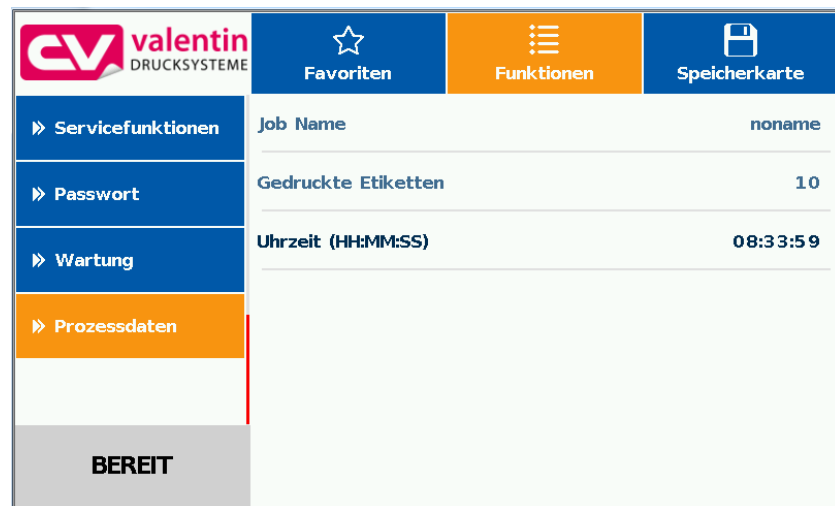 CV valentin
DRUCKSYSTEME
Favoriten
Funktionen
Speicherkarte
Servicefunktionen
Passwort
Wartung
Prozessdaten
BEREIT
Job Name noname
Gedruckte Etiketten 10
Uhrzeit (HH:MM:SS) 08:33:59